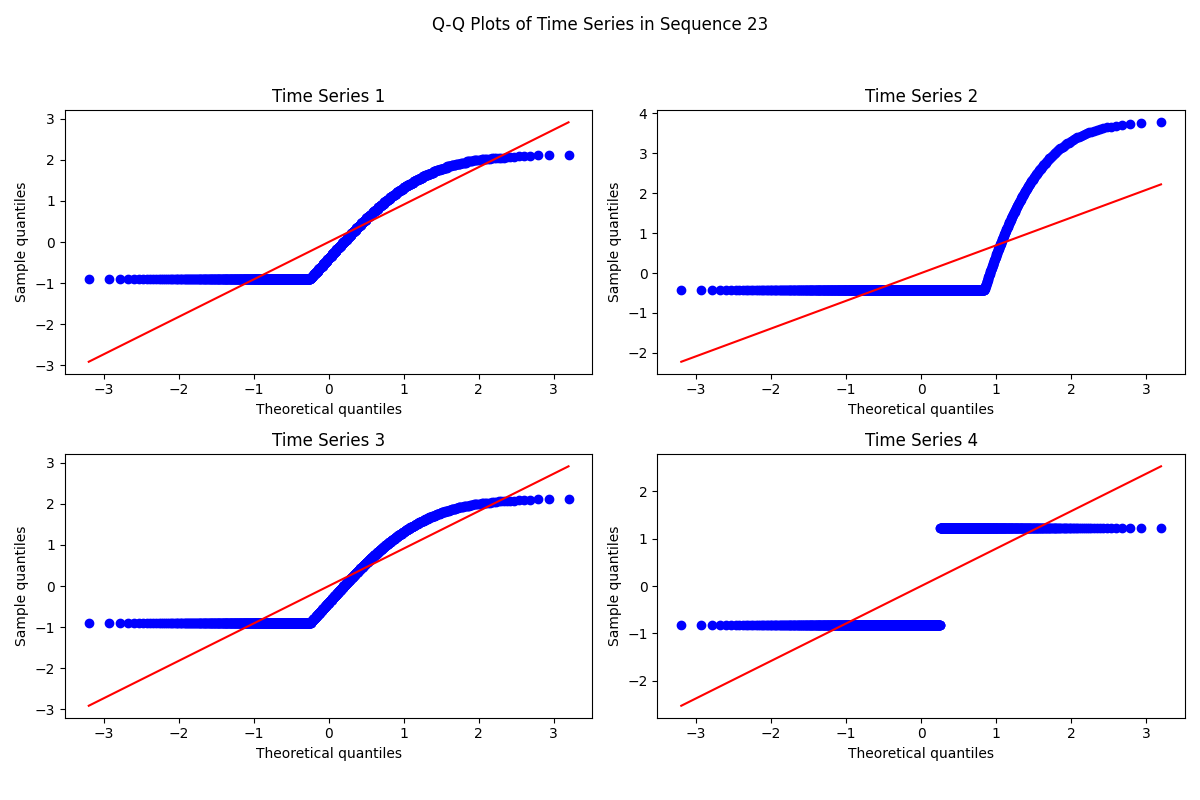 Q-Q Plots of Time Series in Sequence 23
Time Series 1
3
2
1
0
−1
−2
−3
Sample quantiles
−3 −2 −1 0 1 2 3
Theoretical quantiles
Time Series 2
4
3
2
1
0
−1
−2
Sample quantiles
−3 −2 −1 0 1 2 3
Theoretical quantiles
Time Series 3
3
2
1
0
−1
−2
−3
Sample quantiles
−3 −2 −1 0 1 2 3
Theoretical quantiles
Time Series 4
2
1
0
−1
−2
Sample quantiles
−3 −2 −1 0 1 2 3
Theoretical quantiles